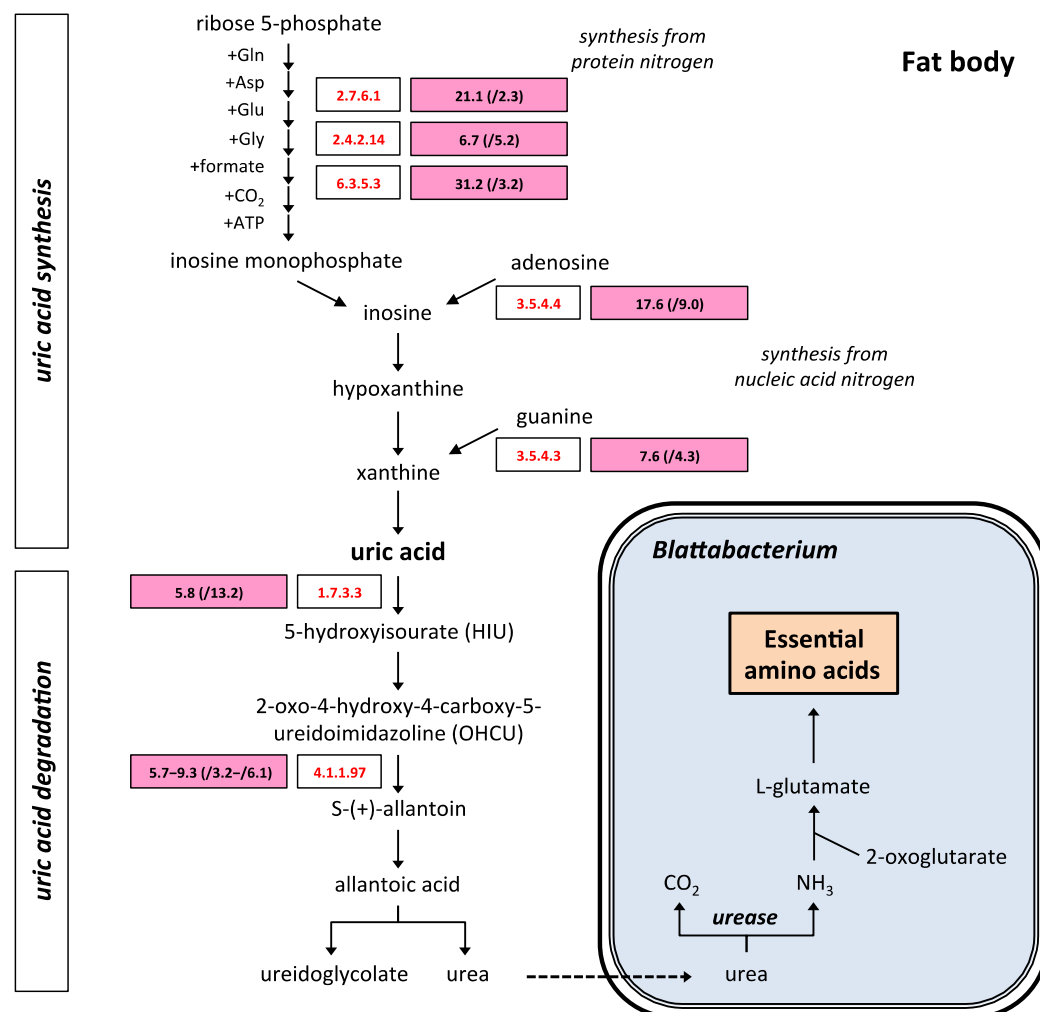 ribose 5-phosphate
+Gln
+Asp
+Glu
+Gly
+formate
+CO₂
+ATP
synthesis from
protein nitrogen
Fat body
2.7.6.1
21.1 (/2.3)
2.4.2.14
6.7 (/5.2)
6.3.5.3
31.2 (/3.2)
uric acid synthesis
inosine monophosphate
adenosine
3.5.4.4
17.6 (/9.0)
inosine
synthesis from
nucleic acid nitrogen
hypoxanthine
guanine
3.5.4.3
7.6 (/4.3)
xanthine
uric acid
uric acid degradation
5.8 (/13.2)
1.7.3.3
5-hydroxyisourate (HIU)
2-oxo-4-hydroxy-4-carboxy-5-
ureidoimidazoline (OHCU)
5.7–9.3 (/3.2–/6.1)
4.1.1.97
S-(+)-allantoin
allantoic acid
ureidoglycolate
urea
Blattabacterium
Essential
amino acids
L-glutamate
2-oxoglutarate
CO₂
NH₃
urease
urea